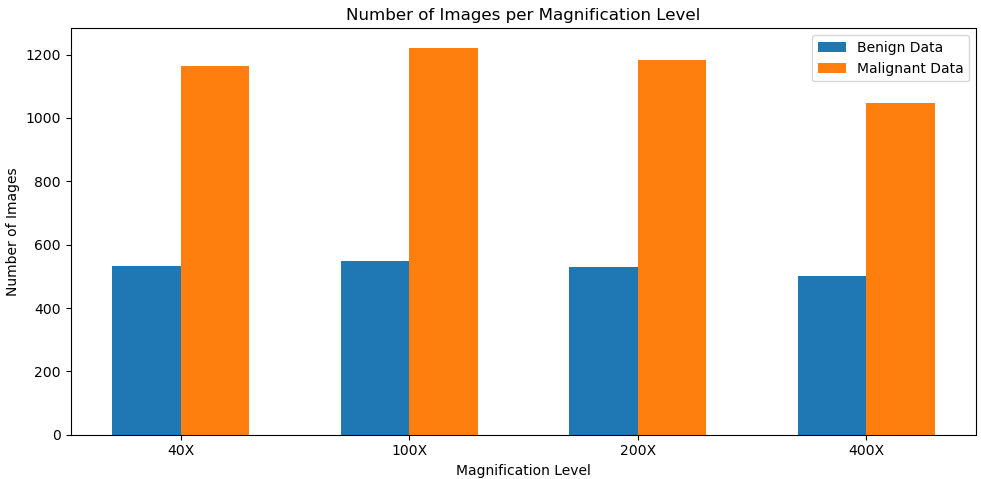 Number of Images per Magnification Level
Benign Data
Malignant Data
Number of Images
1200
1000
800
600
400
200
0
40X 100X 200X 400X
Magnification Level